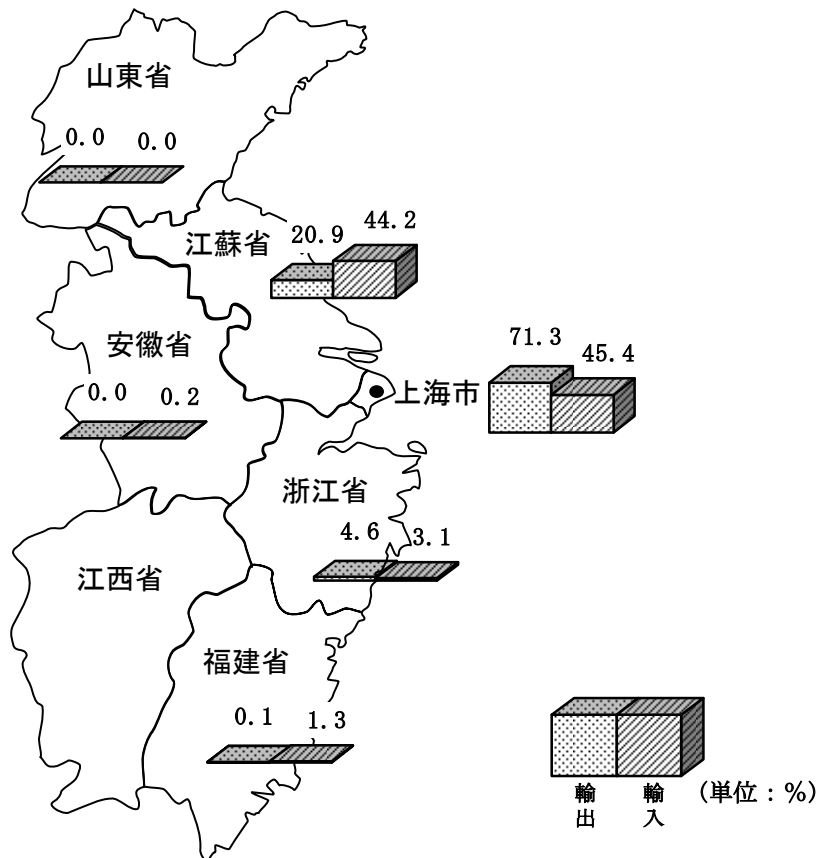 山東省
0.0 0.0
江蘇省
20.9 44.2
安徽省
0.0 0.2
上海市
71.3 45.4
浙江省
4.6 3.1
江西省
福建省
0.1 1.3
輸出 輸入 (単位：%)